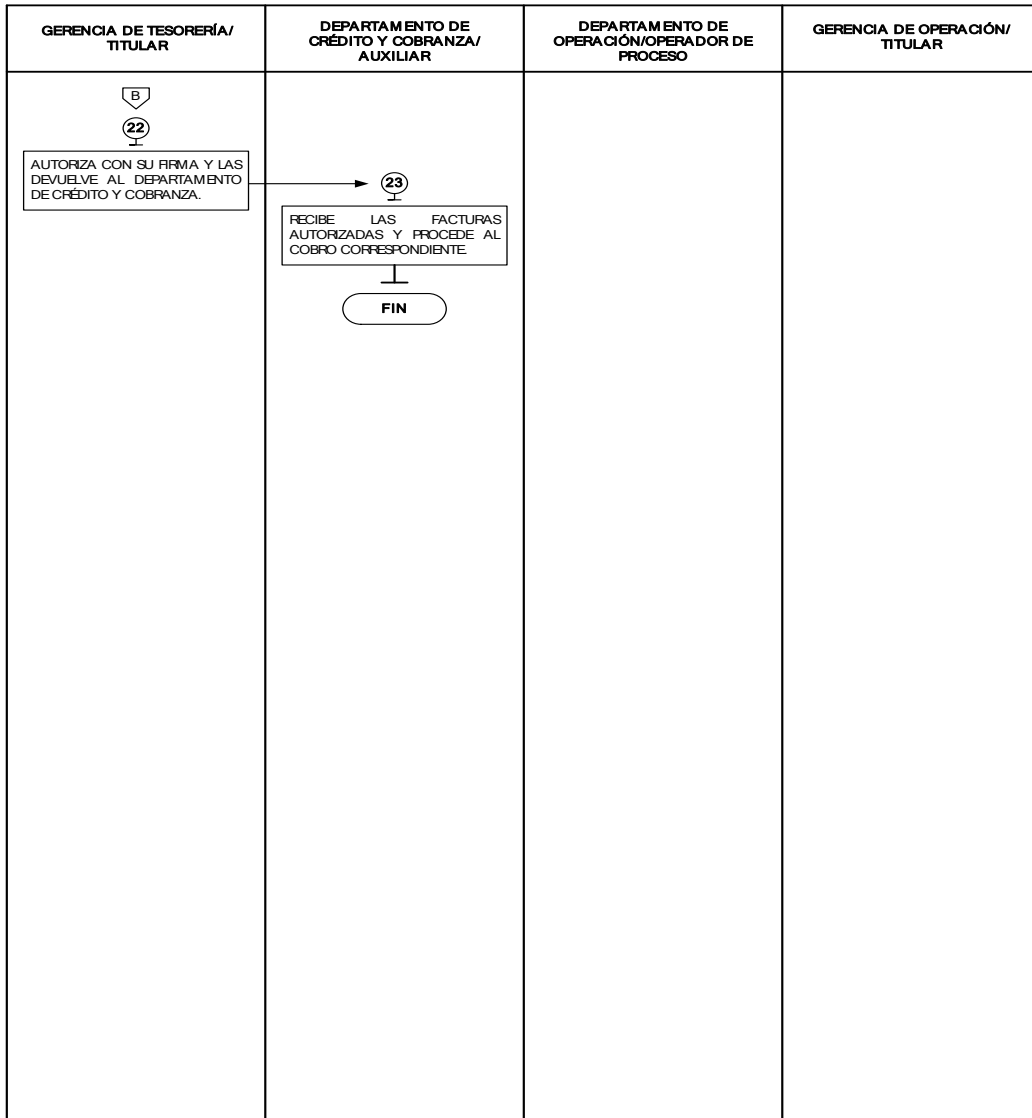 GERENCIA DE TESORERÍA/
TITULAR
DEPARTAMENTO DE
CRÉDITO Y COBRANZA/
AUXILIAR
DEPARTAMENTO DE
OPERACIÓN/OPERADOR DE
PROCESO
GERENCIA DE OPERACIÓN/
TITULAR
B
22
AUTORIZA CON SU FIRMA Y LAS
DEVUELVE AL DEPARTAMENTO
DE CRÉDITO Y COBRANZA.
23
RECIBE LAS FACTURAS
AUTORIZADAS Y PROCEDE AL
COBRO CORRESPONDIENTE.
FIN